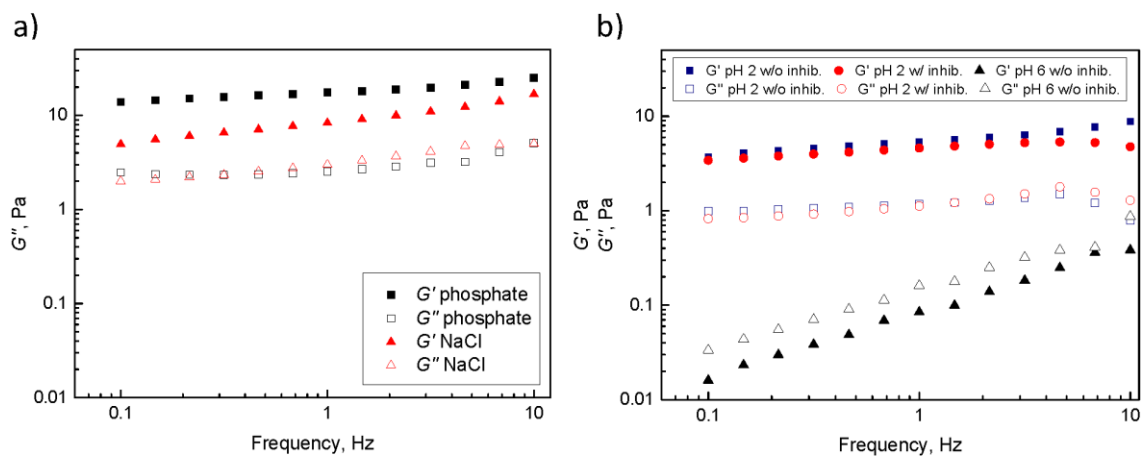 a)
10
1
0.1
0.01
G″, Pa
G′ phosphate
G″ phosphate
G′ NaCl
G″ NaCl
0.1 1 10
Frequency, Hz
b)
G' pH 2 w/o inhib. G' pH 2 w/ inhib. G' pH 6 w/o inhib.
G" pH 2 w/o inhib. G" pH 2 w/ inhib. G" pH 6 w/o inhib.
10
1
0.1
0.01
G′, Pa
G″, Pa
0.1 1 10
Frequency, Hz